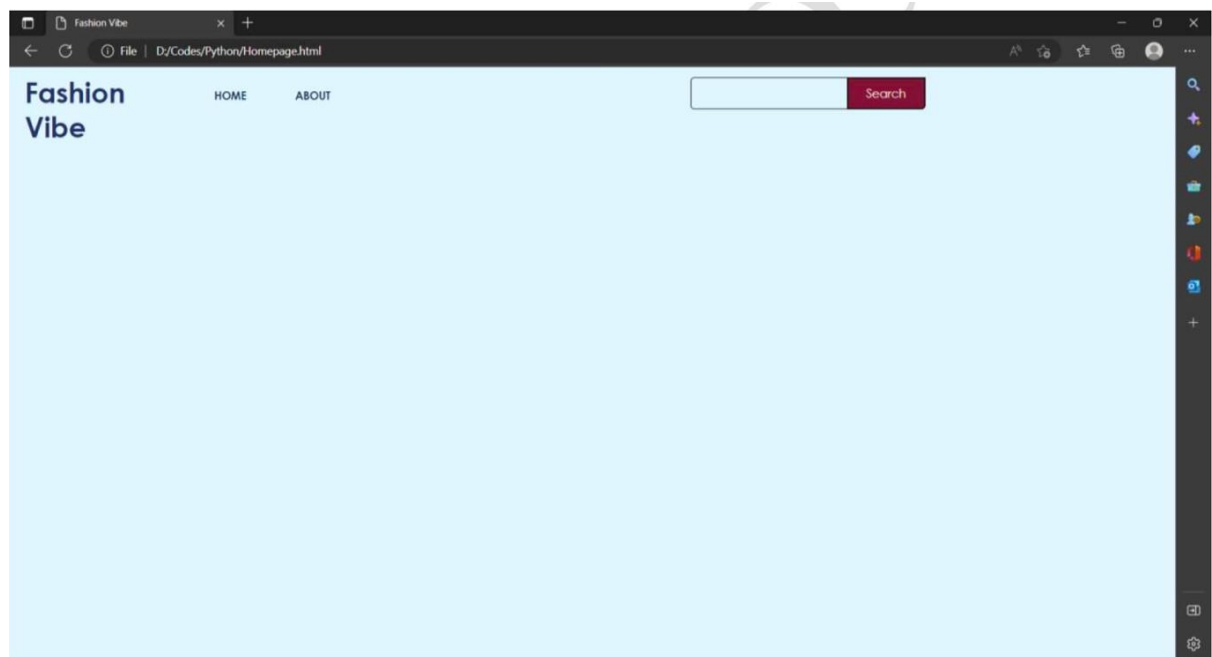 Fashion Vibe
File | D:/Codes/Python/Homepage.html
Fashion
Vibe
HOME ABOUT
Search